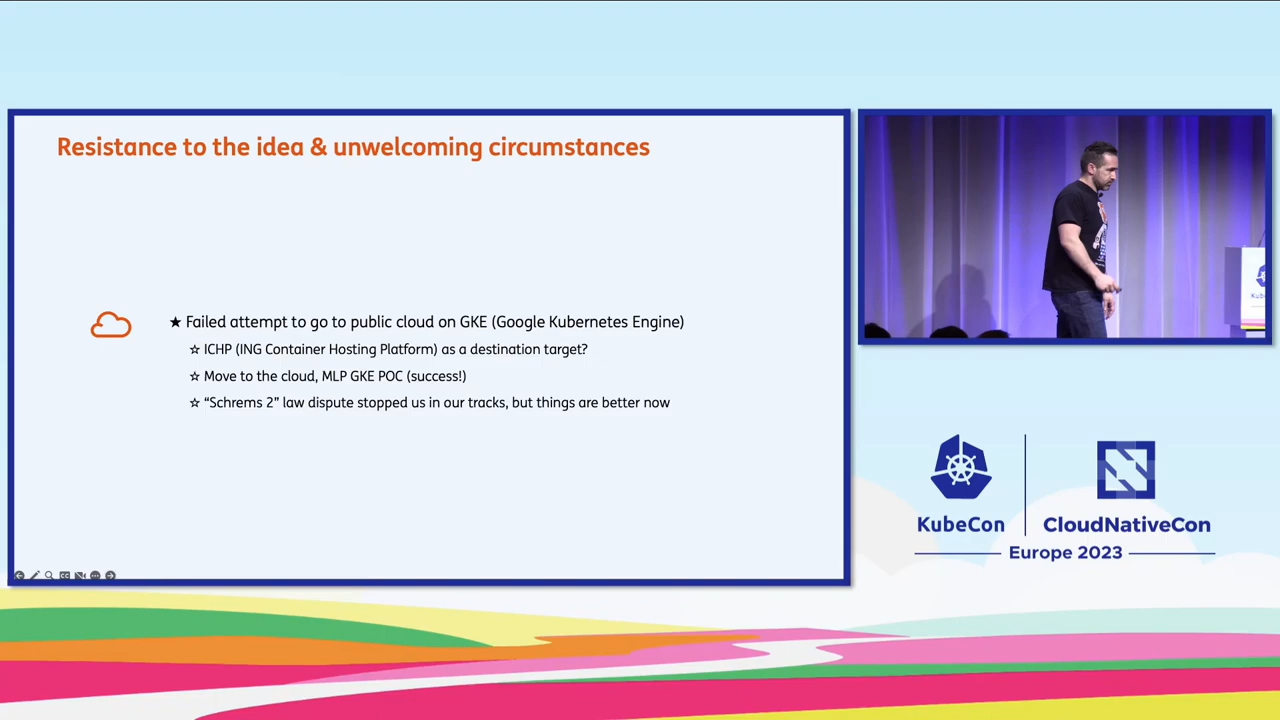 Resistance to the idea & unwelcoming circumstances
★ Failed attempt to go to public cloud on GKE (Google Kubernetes Engine)
☆ ICHP (ING Container Hosting Platform) as a destination target?
☆ Move to the cloud, MLP GKE POC (success!)
☆ “Schrems 2” law dispute stopped us in our tracks, but things are better now
KubeCon
CloudNativeCon
Europe 2023